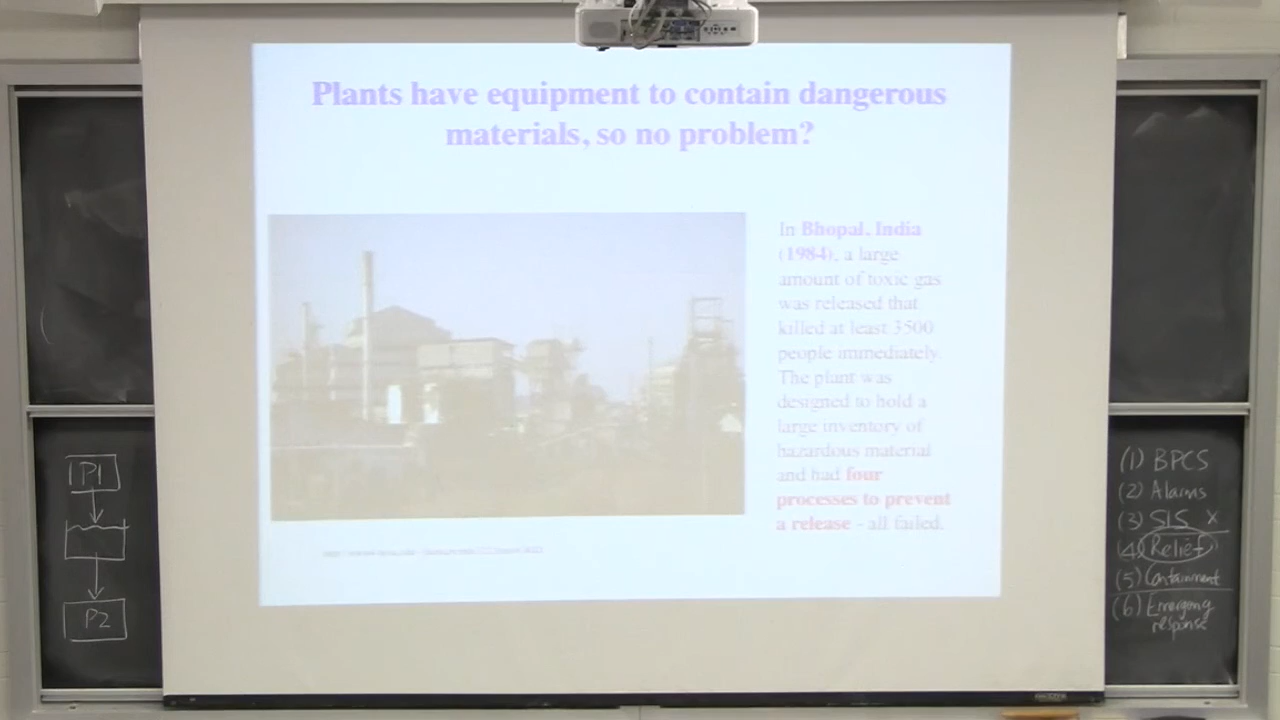 Plants have equipment to contain dangerous
materials, so no problem?
In Bhopal, India
(1984), a large
amount of toxic gas
was released that
killed at least 3500
people immediately.
The plant was
designed to hold a
large inventory of
hazardous material
and had four
processes to prevent
a release - all failed.
P1
P2
(1) BPCS
(2) Alarms
(3) SIS X
(4) Relief
(5) Containment
(6) Emergency
response